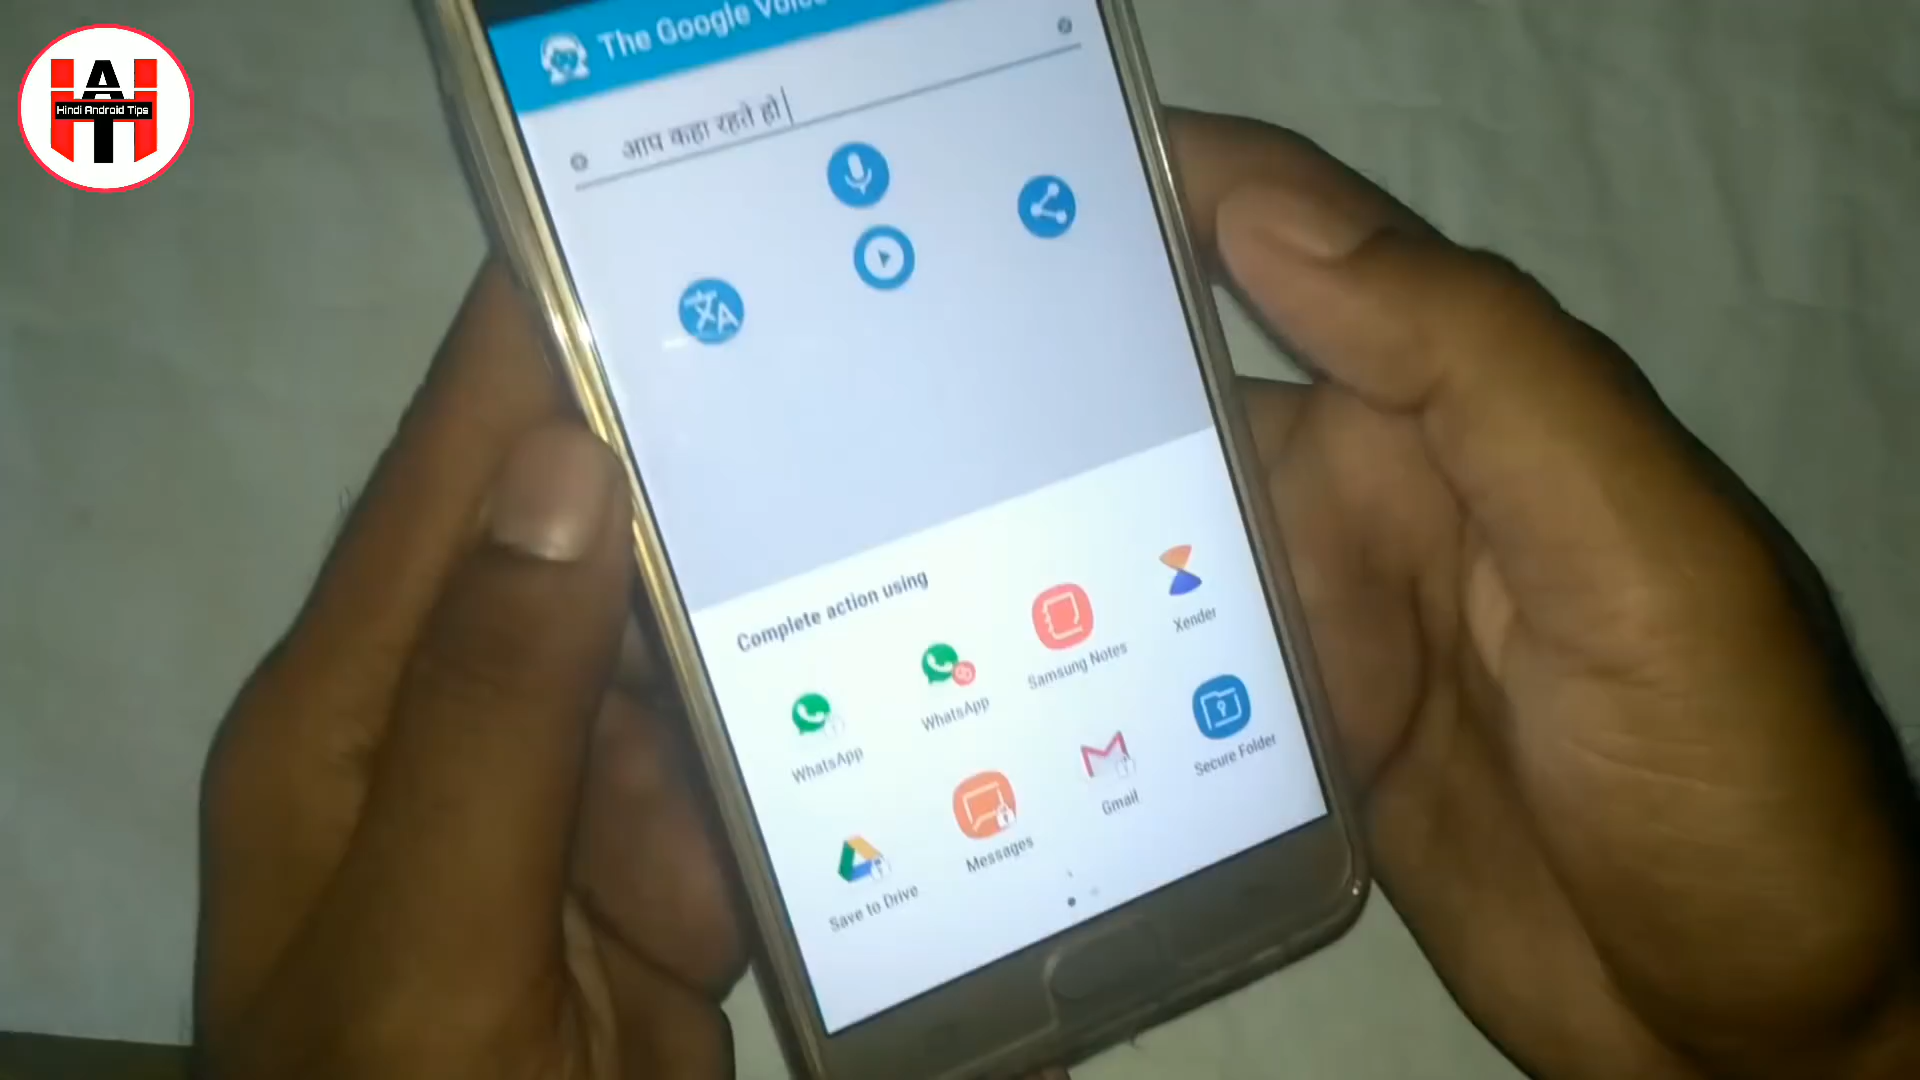 Hindi Android Tips
The Google Voice
आप कहा रहते हो
Complete action using
WhatsApp
WhatsApp
Samsung Notes
Xender
Save to Drive
Messages
Gmail
Secure Folder